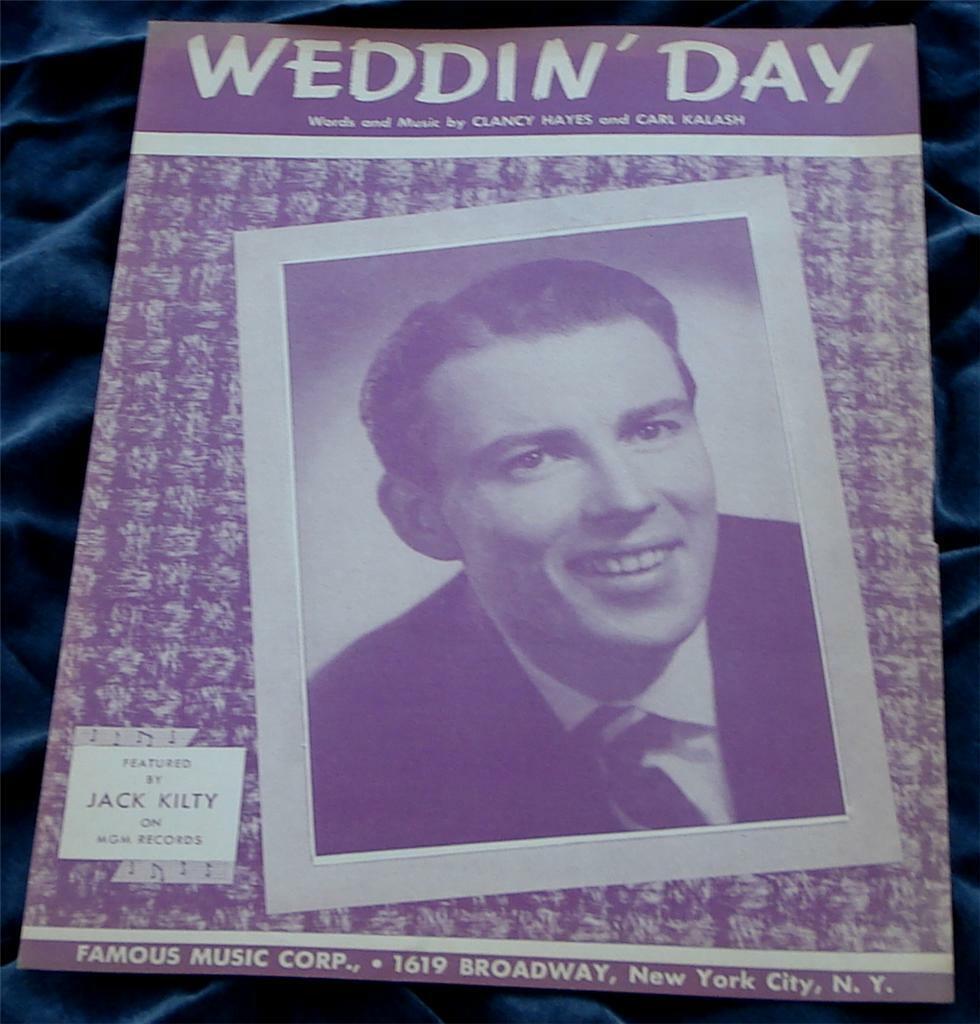 WEDDIN' DAY
Words and Music by CLANCY HAYES and CARL KALASH
FEATURED
BY
JACK KILTY
ON
MGM RECORDS
FAMOUS MUSIC CORP., • 1619 BROADWAY, New York City, N. Y.